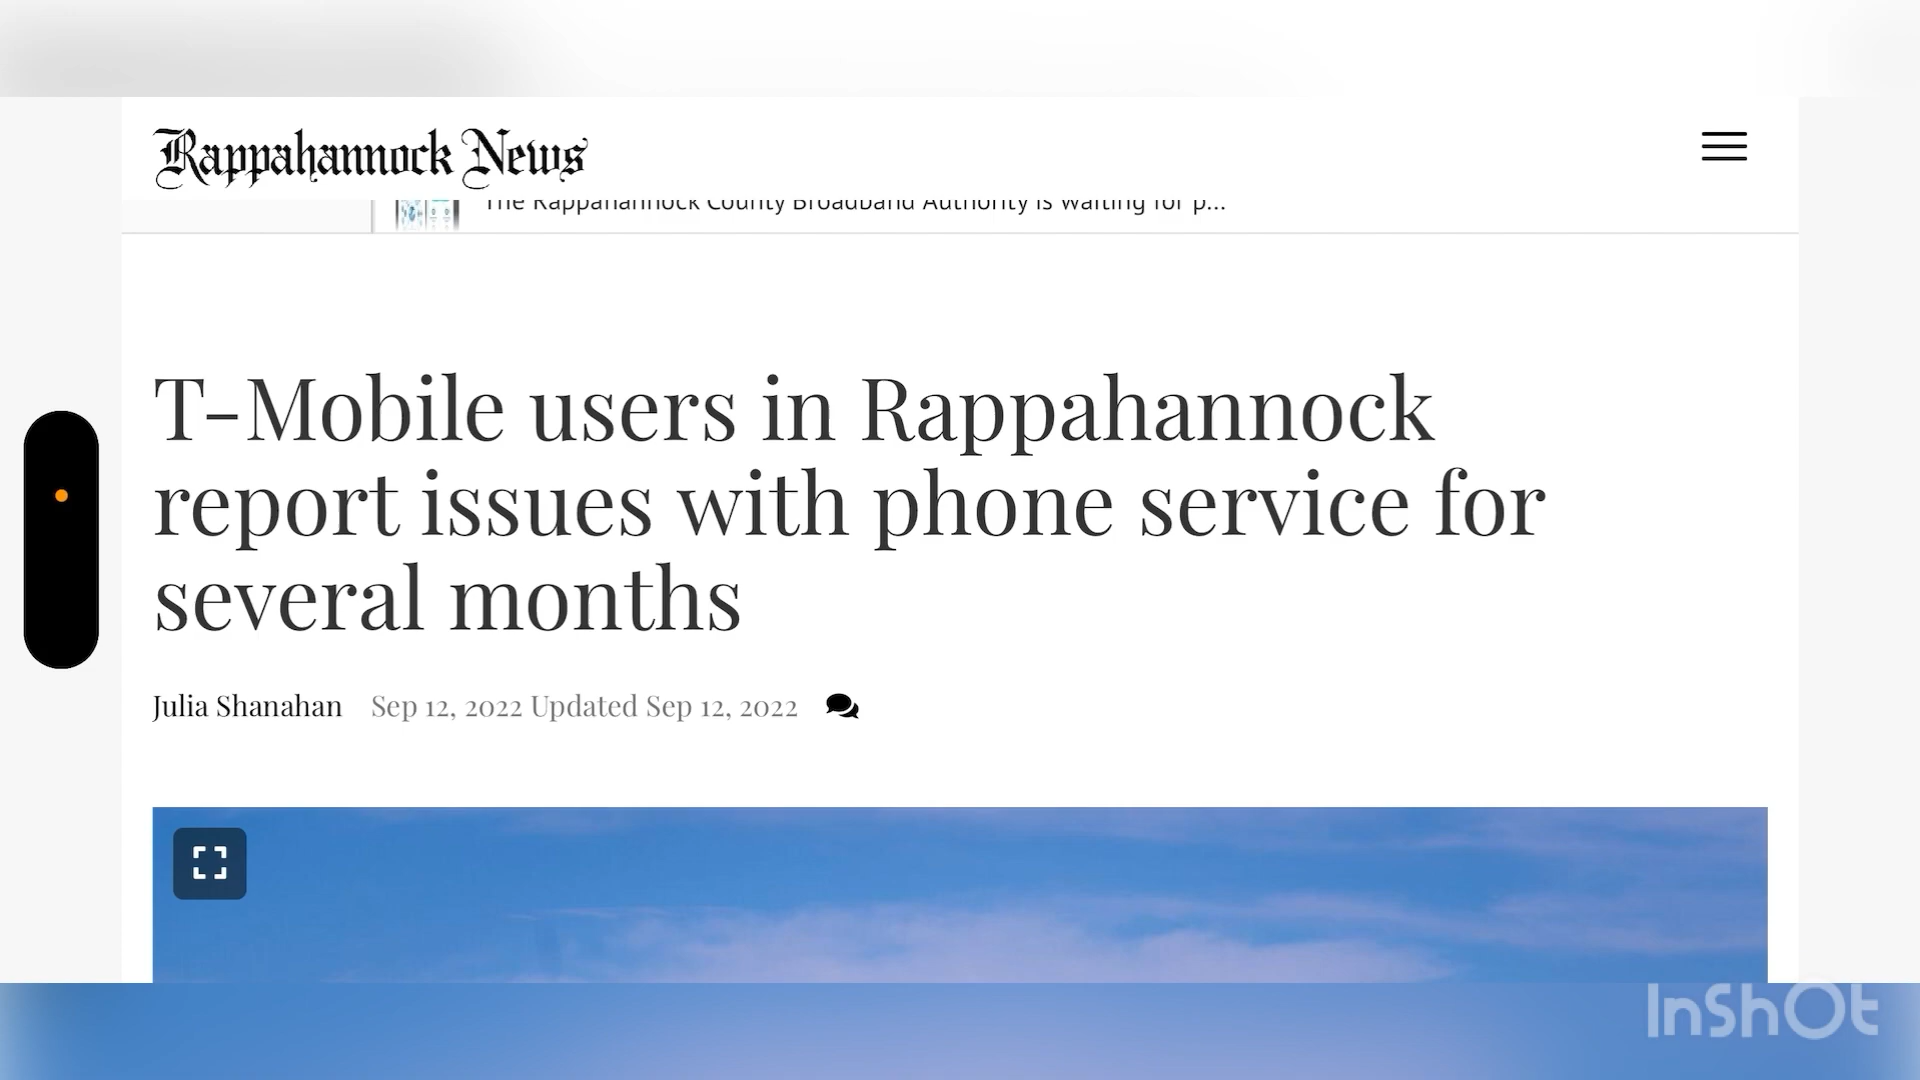 Rappahannock News
The Rappahannock County Broadband Authority is waiting for p...
T-Mobile users in Rappahannock
report issues with phone service for
several months
Julia Shanahan Sep 12, 2022 Updated Sep 12, 2022
InShOt